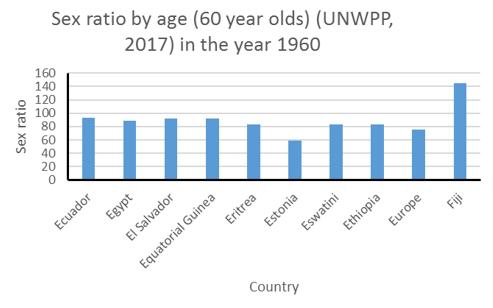 Sex ratio by age (60 year olds) (UNWPP,
2017) in the year 1960
Sex ratio
160
140
120
100
80
60
40
20
0
Ecuador
Egypt
El Salvador
Equatorial Guinea
Eritrea
Estonia
Eswatini
Ethiopia
Europe
Fiji
Country